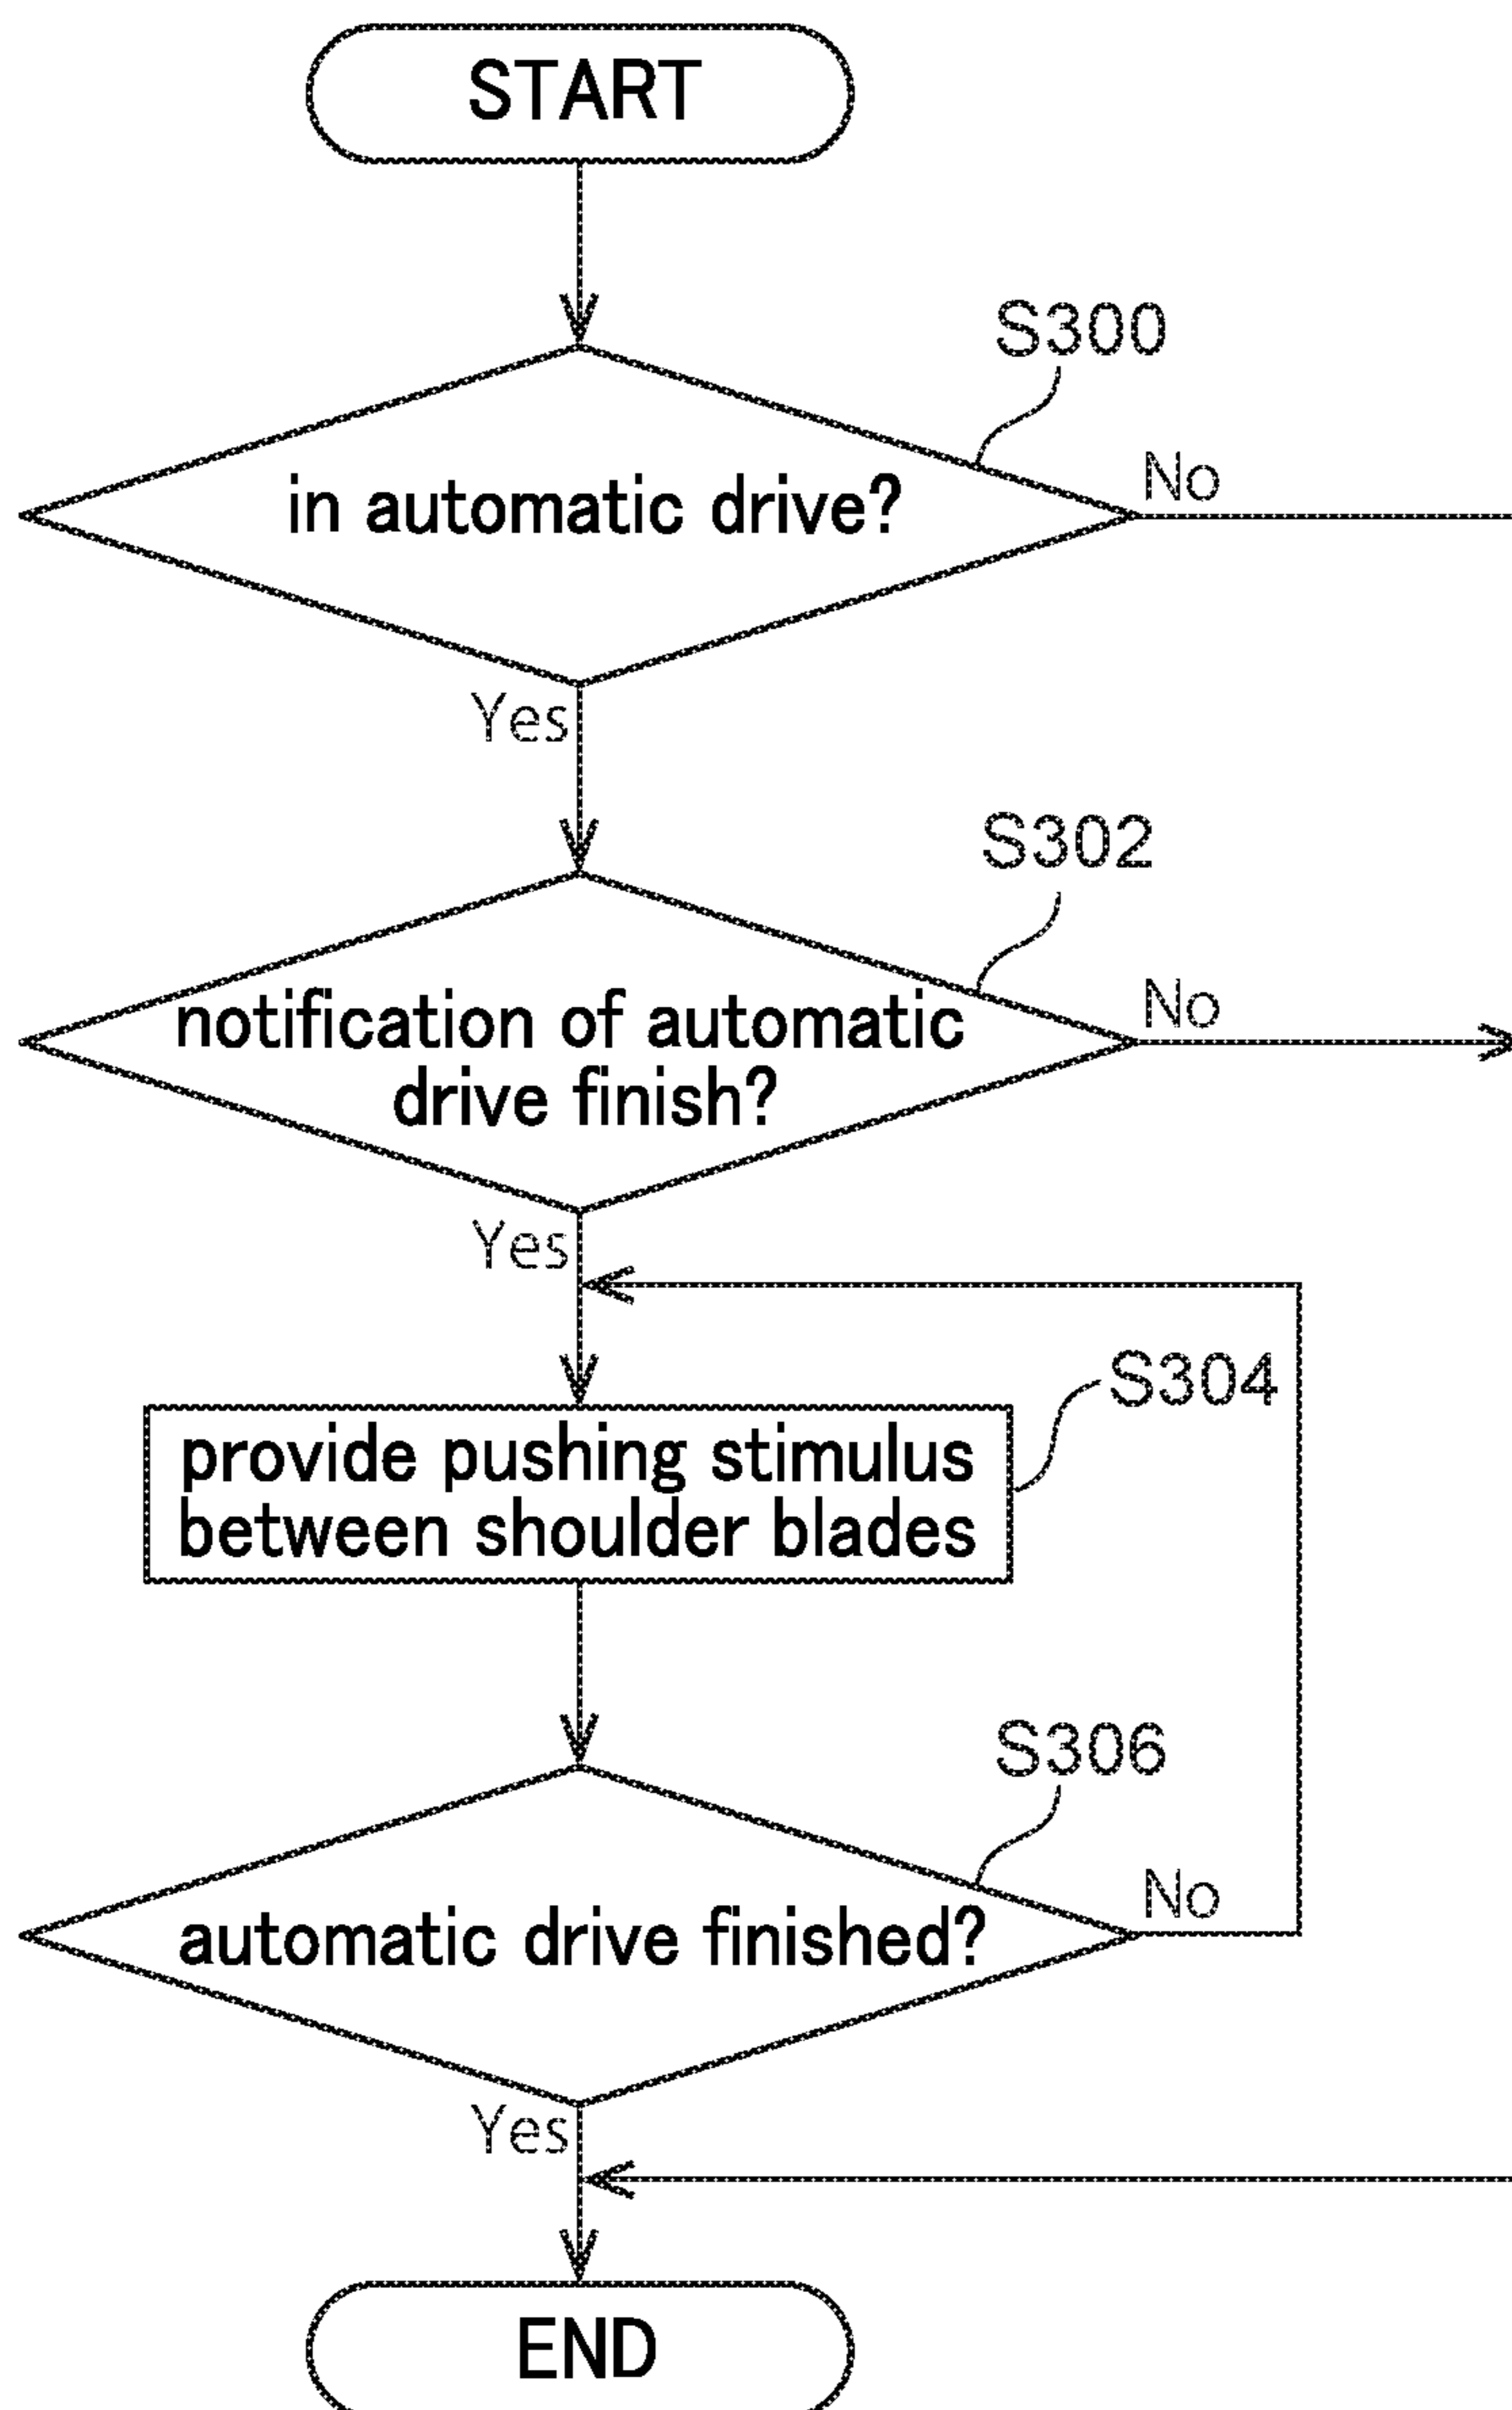 START
S300
in automatic drive?
No
Yes
S302
notification of automatic
drive finish?
No
Yes
S304
provide pushing stimulus
between shoulder blades
S306
automatic drive finished?
No
Yes
END